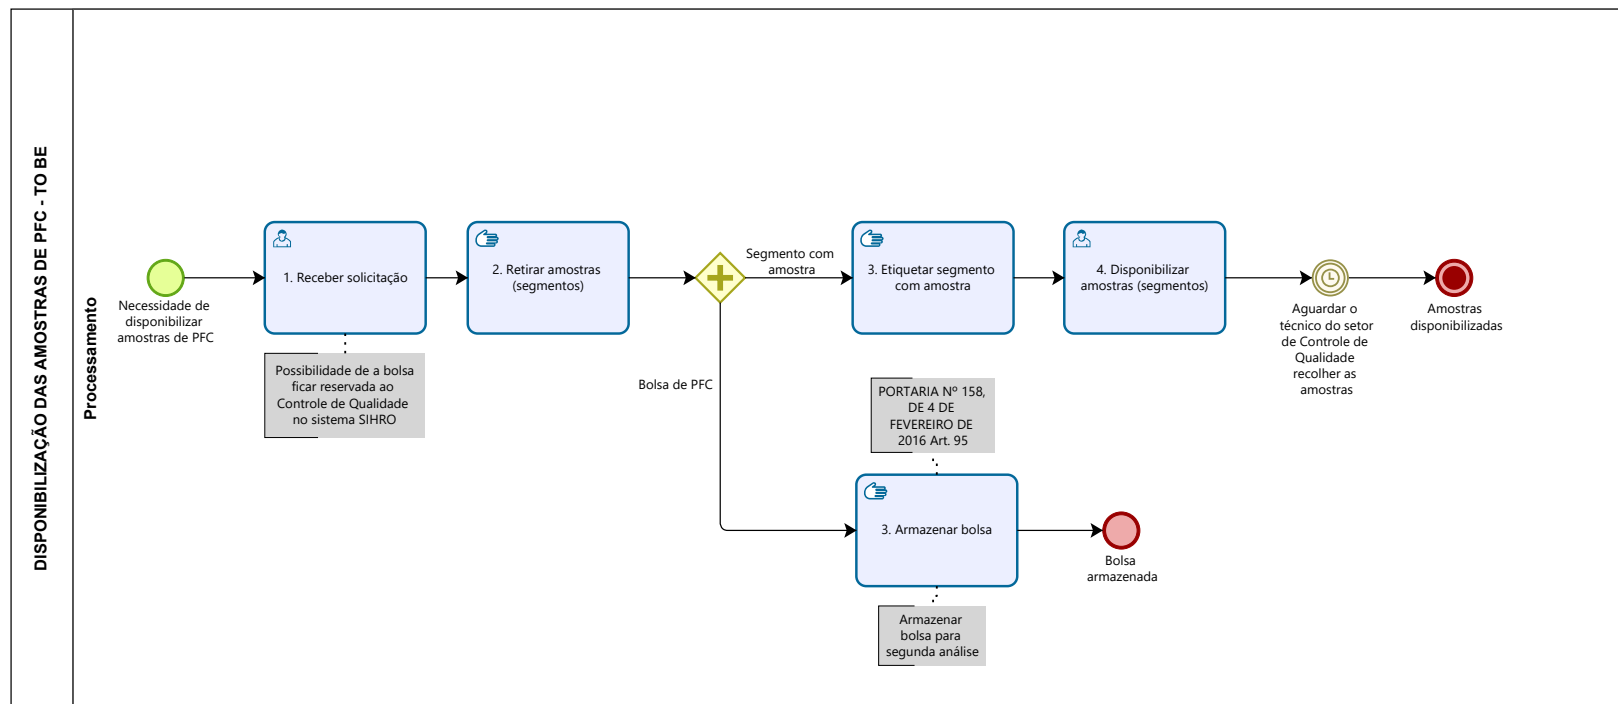 DISPONIBILIZAÇÃO DAS AMOSTRAS DE PFC - TO BE
Processamento
Necessidade de
disponibilizar
amostras de PFC
1. Receber solicitação
Possibilidade de a bolsa
ficar reservada ao
Controle de Qualidade
no sistema SIHRO
2. Retirar amostras
(segmentos)
Segmento com
amostra
3. Etiquetar segmento
com amostra
4. Disponibilizar
amostras (segmentos)
Aguardar o
técnico do setor
de Controle de
Qualidade
recolher as
amostras
Amostras
disponibilizadas
Bolsa de PFC
PORTARIA Nº 158,
DE 4 DE
FEVEREIRO DE
2016 Art. 95
3. Armazenar bolsa
Bolsa
armazenada
Armazenar
bolsa para
segunda análise